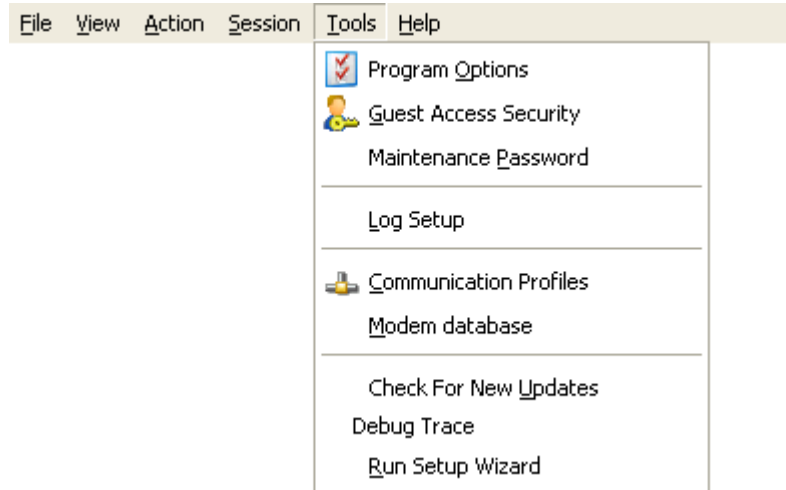 File View Action Session Tools Help
Program Options
Guest Access Security
Maintenance Password
Log Setup
Communication Profiles
Modem database
Check For New Updates
Debug Trace
Run Setup Wizard